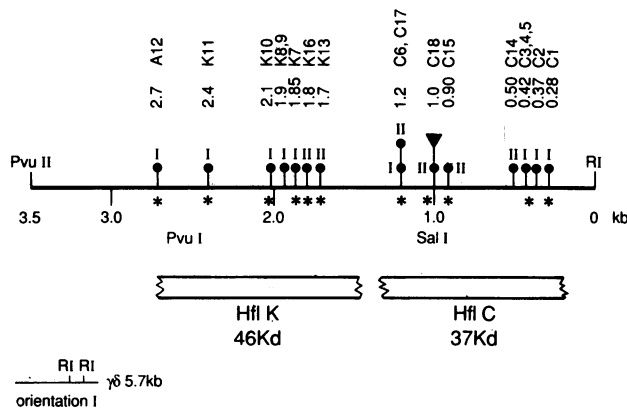 A12
K11
K10
K8,9
K7
K16
K13
C6, C17
C18
C15
C14
C3,4,5
C2
C1
2.7
2.4
2.1
1.9
1.85
1.8
1.7
1.2
1.0
0.90
0.50
0.42
0.37
0.28
II
I I I I I II II I II II II I I I
Pvu II RI
* * * * * * * * * * * *
3.5 3.0 2.0 1.0 0 kb
Pvu I Sal I
Hfl K Hfl C
46Kd 37Kd
RI RI
γδ 5.7kb
orientation I